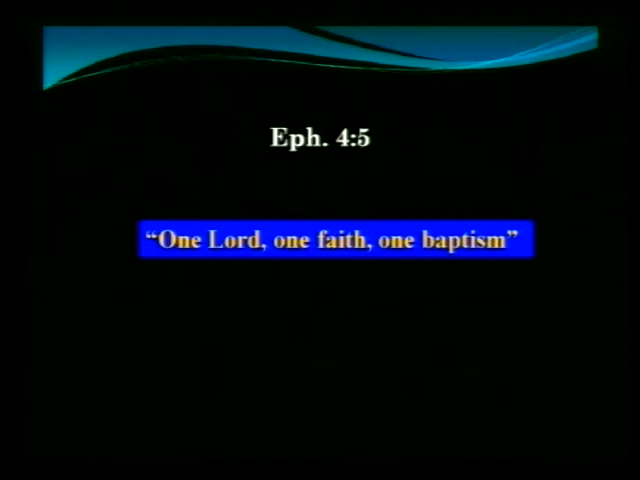 Eph. 4:5
“One Lord, one faith, one baptism”